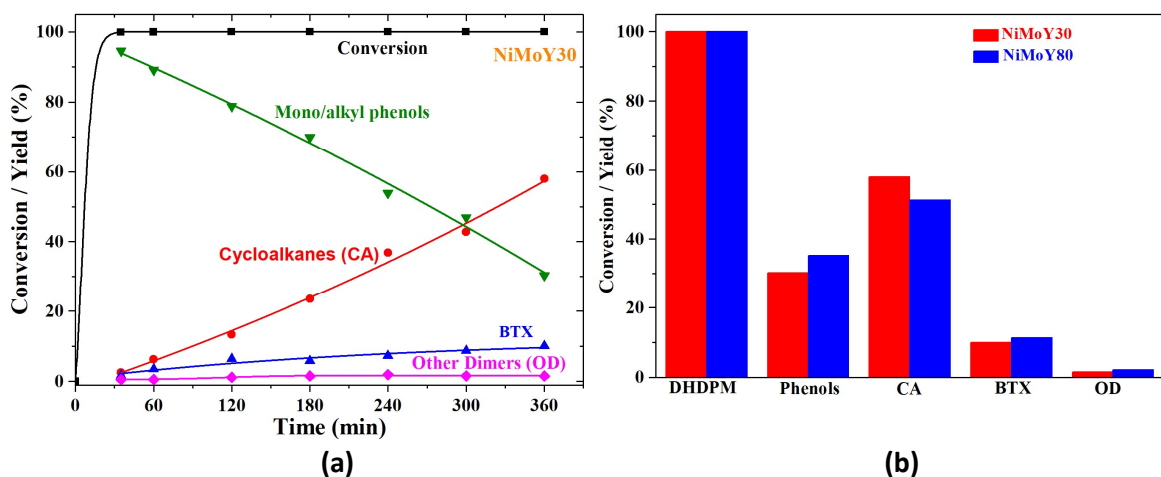 100
80
60
40
20
0
Conversion / Yield (%)
Conversion
NiMoY30
Mono/alkyl phenols
Cycloalkanes (CA)
BTX
Other Dimers (OD)
0 60 120 180 240 300 360
Time (min)
(a)
100
80
60
40
20
0
Conversion / Yield (%)
NiMoY30
NiMoY80
DHDPM Phenols CA BTX OD
(b)